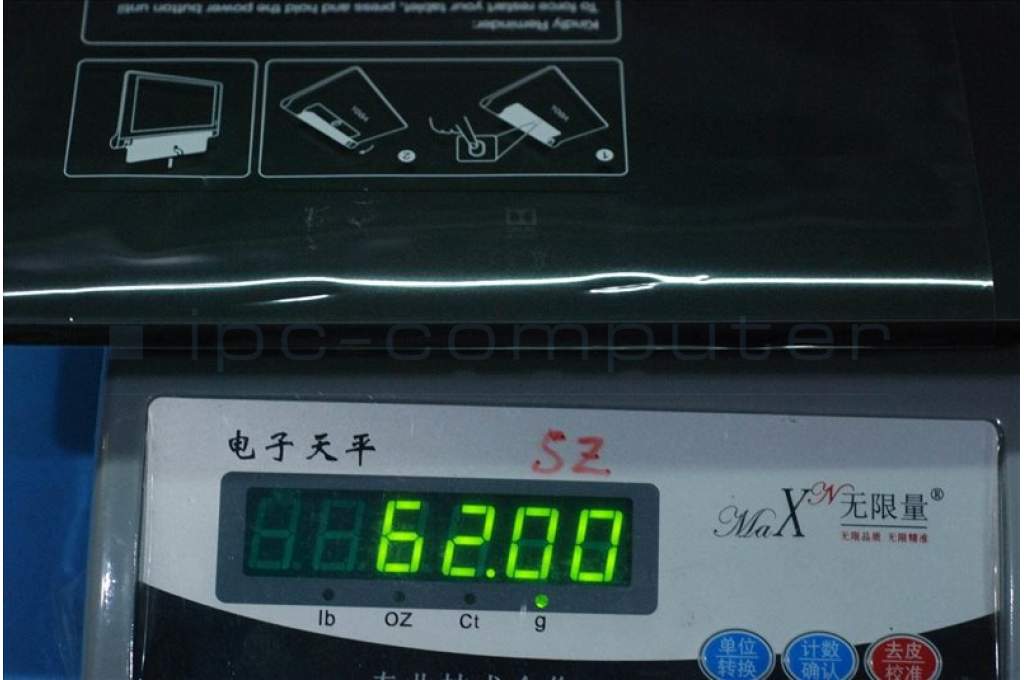 To force restart your tablet, press and hold the power button until
Kindly Reminder:
2
1
ipc-computer
电子天平
SZ
62.00
lb OZ Ct g
MaX N 无限量®
无限品质 无限精准
单位
转换
计数
确认
去皮
校准